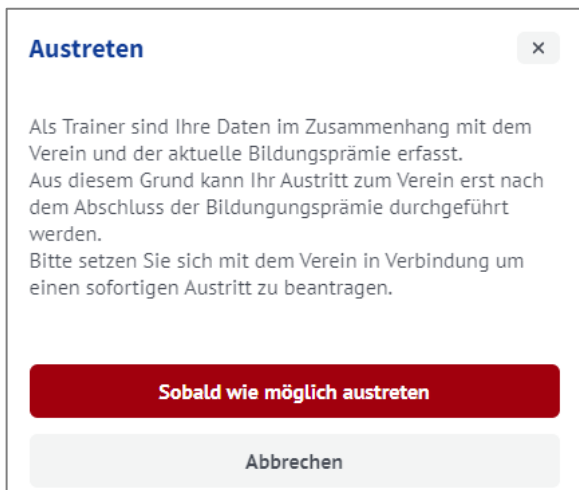 Austreten
Als Trainer sind Ihre Daten im Zusammenhang mit dem
Verein und der aktuelle Bildungsprämie erfasst.
Aus diesem Grund kann Ihr Austritt zum Verein erst nach
dem Abschluss der Bildungungsprämie durchgeführt
werden.
Bitte setzen Sie sich mit dem Verein in Verbindung um
einen sofortigen Austritt zu beantragen.
Sobald wie möglich austreten
Abbrechen